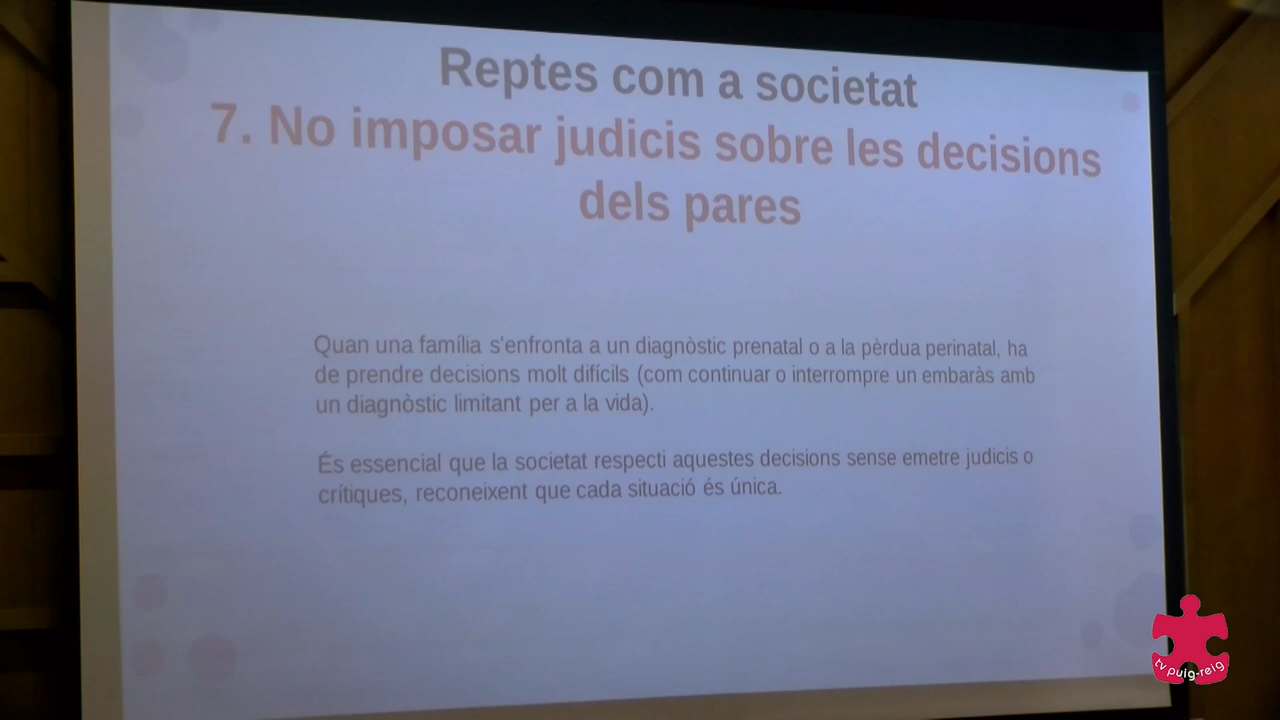 Reptes com a societat
7. No imposar judicis sobre les decisions
dels pares
Quan una família s'enfronta a un diagnòstic prenatal o a la pèrdua perinatal, ha
de prendre decisions molt difícils (com continuar o interrompre un embaràs amb
un diagnòstic limitant per a la vida).
És essencial que la societat respecti aquestes decisions sense emetre judicis o
crítiques, reconeixent que cada situació és única.
tv puig-reig